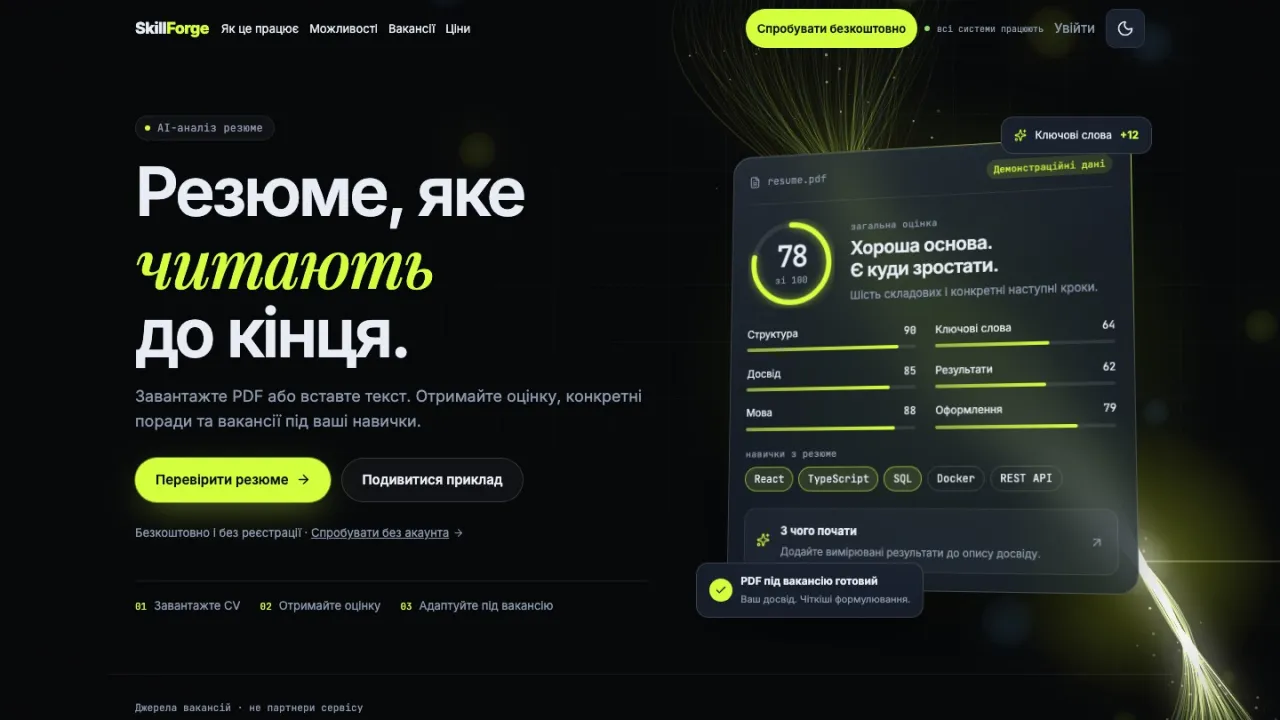 SkillForge Як це працює Можливості Вакансії Ціни
Спробувати безкоштовно всі системи працюють Увійти
AI-аналіз резюме
Резюме, яке
читають
до кінця.
Завантажте PDF або вставте текст. Отримайте оцінку, конкретні
поради та вакансії під ваші навички.
Перевірити резюме → Подивитися приклад
Безкоштовно і без реєстрації · Спробувати без акаунта →
01 Завантажте CV 02 Отримайте оцінку 03 Адаптуйте під вакансію
Ключові слова +12
resume.pdf Демонстраційні дані
78
зі 100
загальна оцінка
Хороша основа.
Є куди зростати.
Шість складових і конкретні наступні кроки.
Структура 90 Ключові слова 64
Досвід 85 Результати 62
Мова 88 Оформлення 79
навички з резюме
React TypeScript SQL Docker REST API
З чого почати
Додайте вимірювані результати до опису досвіду.
PDF під вакансію готовий
Ваш досвід. Чіткіші формулювання.
Джерела вакансій · не партнери сервісу